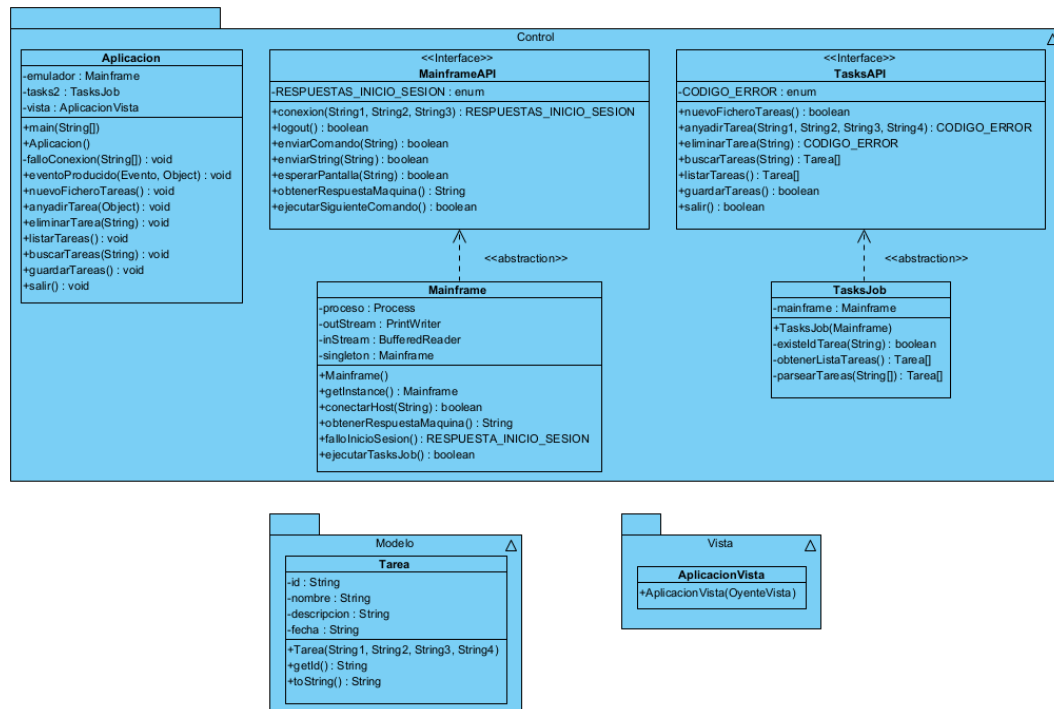 Control
Aplicacion
-emulador : Mainframe
-tasks2 : TasksJob
-vista : AplicacionVista
+main(String[])
+Aplicacion()
-falloConexion(String[]) : void
+eventoProducido(Evento, Object) : void
+nuevoFicheroTareas() : void
+anyadirTarea(Object) : void
+eliminarTarea(String) : void
+listarTareas() : void
+buscarTareas(String) : void
+guardarTareas() : void
+salir() : void
<<Interface>>
MainframeAPI
-RESPUESTAS_INICIO_SESION : enum
+conexion(String1, String2, String3) : RESPUESTAS_INICIO_SESION
+logout() : boolean
+enviarComando(String) : boolean
+enviarString(String) : boolean
+esperarPantalla(String) : boolean
+obtenerRespuestaMaquina() : String
+ejecutarSiguienteComando() : boolean
<<Interface>>
TasksAPI
-CODIGO_ERROR : enum
+nuevoFicheroTareas() : boolean
+anyadirTarea(String1, String2, String3, String4) : CODIGO_ERROR
+eliminarTarea(String) : CODIGO_ERROR
+buscarTareas(String) : Tarea[]
+listarTareas() : Tarea[]
+guardarTareas() : boolean
+salir() : boolean
<<abstraction>>
<<abstraction>>
Mainframe
-proceso : Process
-outStream : PrintWriter
-inStream : BufferedReader
-singleton : Mainframe
+Mainframe()
+getInstance() : Mainframe
+conectarHost(String) : boolean
+obtenerRespuestaMaquina() : String
+falloInicioSesion() : RESPUESTA_INICIO_SESION
+ejecutarTasksJob() : boolean
TasksJob
-mainframe : Mainframe
+TasksJob(Mainframe)
-existeIdTarea(String) : boolean
-obtenerListaTareas() : Tarea[]
-parsearTareas(String[]) : Tarea[]
Modelo
Tarea
-id : String
-nombre : String
-descripcion : String
-fecha : String
+Tarea(String1, String2, String3, String4)
+getId() : String
+toString() : String
Vista
AplicacionVista
+AplicacionVista(OyenteVista)